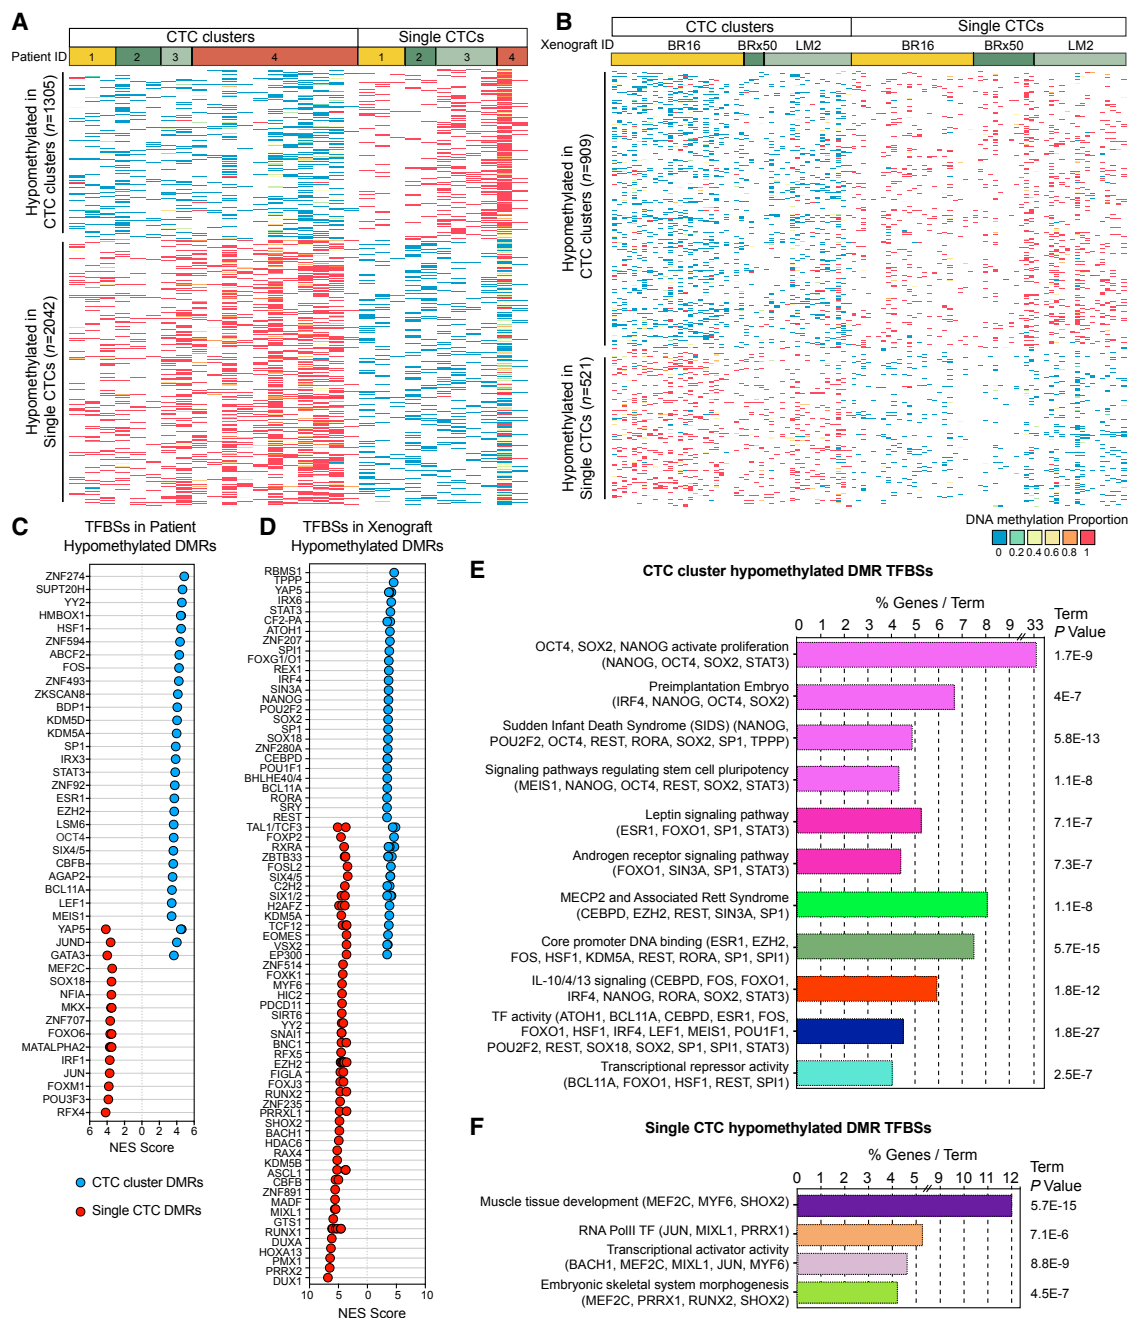 A
CTC clusters
Single CTCs
Patient ID
1
2
3
4
1
2
3
4
Hypomethylated in
CTC clusters (n=1305)
Hypomethylated in
Single CTCs (n=2042)
B
CTC clusters
Single CTCs
Xenograft ID
BR16
BRx50
LM2
BR16
BRx50
LM2
Hypomethylated in
CTC clusters (n=909)
Hypomethylated in
Single CTCs (n=521)
DNA methylation Proportion
0 0.2 0.4 0.6 0.8 1
C
TFBSs in Patient
Hypomethylated DMRs
ZNF274
SUPT20H
YY2
HMBOX1
HSF1
ZNF594
ABCF2
FOS
ZNF493
ZKSCAN8
BDP1
KDM5D
KDM5A
SP1
IRX3
STAT3
ZNF92
ESR1
EZH2
LSM6
OCT4
SIX4/5
CBFB
AGAP2
BCL11A
LEF1
MEIS1
YAP5
JUND
GATA3
MEF2C
SOX18
NFIA
MKX
ZNF707
FOXO6
MATALPHA2
IRF1
JUN
FOXM1
POU3F3
RFX4
6 4 2 0 2 4 6
NES Score
CTC cluster DMRs
Single CTC DMRs
D
TFBSs in Xenograft
Hypomethylated DMRs
RBMS1
TPPP
YAP5
IRX6
STAT3
CF2-PA
ATOH1
ZNF207
SPI1
FOXG1/O1
REX1
IRF4
SIN3A
NANOG
POU2F2
SOX2
SP1
SOX18
ZNF280A
CEBPD
POU1F1
BHLHE40/4
BCL11A
RORA
SRY
REST
TAL1/TCF3
FOXP2
RXRA
ZBTB33
FOSL2
SIX4/5
C2H2
SIX1/2
H2AFZ
KDM5A
TCF12
EOMES
VSX2
EP300
ZNF514
FOXK1
MYF6
HIC2
PDCD11
SIRT6
YY2
SNAI1
BNC1
RFX5
EZH2
FIGLA
FOXJ3
RUNX2
ZNF235
PRRXL1
SHOX2
BACH1
HDAC6
RAX4
KDM5B
ASCL1
CBFB
ZNF891
MADF
MIXL1
GTS1
RUNX1
DUXA
HOXA13
PMX1
PRRX2
DUX1
10 5 0 5 10
NES Score
E
CTC cluster hypomethylated DMR TFBSs
% Genes / Term
Term
P Value
0 1 2 3 4 5 6 7 8 9 33
OCT4, SOX2, NANOG activate proliferation
(NANOG, OCT4, SOX2, STAT3)
1.7E-9
Preimplantation Embryo
(IRF4, NANOG, OCT4, SOX2)
4E-7
Sudden Infant Death Syndrome (SIDS) (NANOG,
POU2F2, OCT4, REST, RORA, SOX2, SP1, TPPP)
5.8E-13
Signaling pathways regulating stem cell pluripotency
(MEIS1, NANOG, OCT4, REST, SOX2, STAT3)
1.1E-8
Leptin signaling pathway
(ESR1, FOXO1, SP1, STAT3)
7.1E-7
Androgen receptor signaling pathway
(FOXO1, SIN3A, SP1, STAT3)
7.3E-7
MECP2 and Associated Rett Syndrome
(CEBPD, EZH2, REST, SIN3A, SP1)
1.1E-8
Core promoter DNA binding (ESR1, EZH2,
FOS, HSF1, KDM5A, REST, RORA, SP1, SPI1)
5.7E-15
IL-10/4/13 signaling (CEBPD, FOS, FOXO1,
IRF4, NANOG, RORA, SOX2, STAT3)
1.8E-12
TF activity (ATOH1, BCL11A, CEBPD, ESR1, FOS,
FOXO1, HSF1, IRF4, LEF1, MEIS1, POU1F1,
POU2F2, REST, SOX18, SOX2, SP1, SPI1, STAT3)
1.8E-27
Transcriptional repressor activity
(BCL11A, FOXO1, HSF1, REST, SPI1)
2.5E-7
F
Single CTC hypomethylated DMR TFBSs
% Genes / Term
Term
P Value
0 1 2 3 4 5 9 10 11 12
Muscle tissue development (MEF2C, MYF6, SHOX2)
5.7E-15
RNA PolII TF (JUN, MIXL1, PRRX1)
7.1E-6
Transcriptional activator activity
(BACH1, MEF2C, MIXL1, JUN, MYF6)
8.8E-9
Embryonic skeletal system morphogenesis
(MEF2C, PRRX1, RUNX2, SHOX2)
4.5E-7